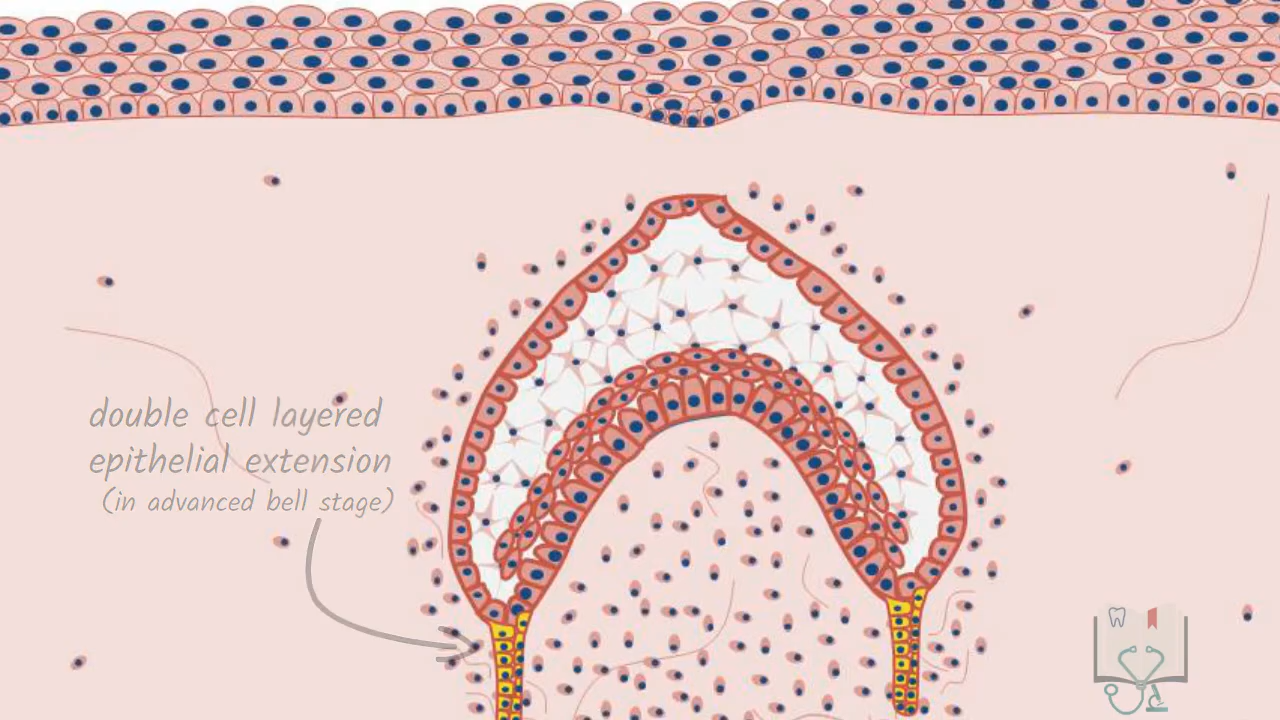 double cell layered
epithelial extension
(in advanced bell stage)